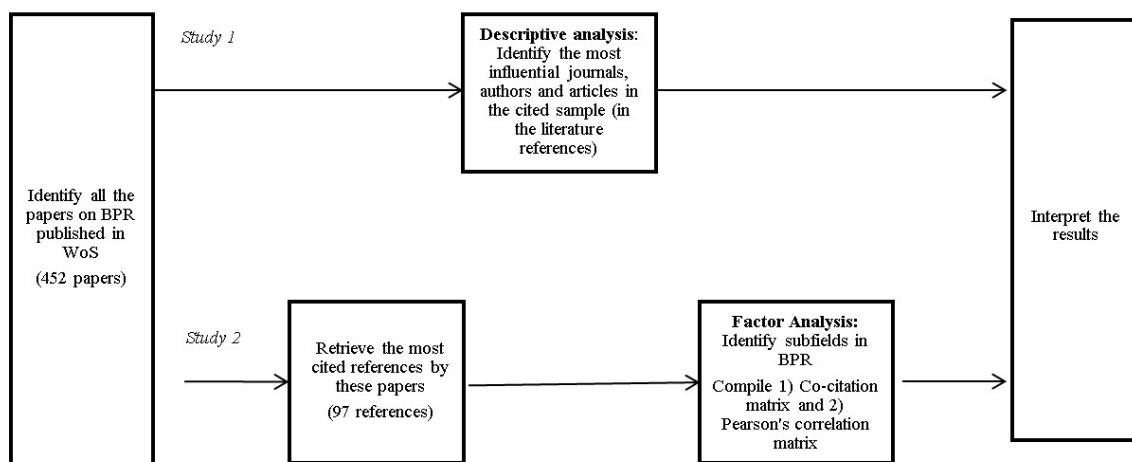 Identify all the
papers on BPR
published in
WoS
(452 papers)
Study 1
Descriptive analysis:
Identify the most
influential journals,
authors and articles in
the cited sample (in
the literature
references)
Study 2
Retrieve the most
cited references by
these papers
(97 references)
Factor Analysis:
Identify subfields in
BPR
Compile 1) Co-citation
matrix and 2)
Pearson's correlation
matrix
Interpret the
results